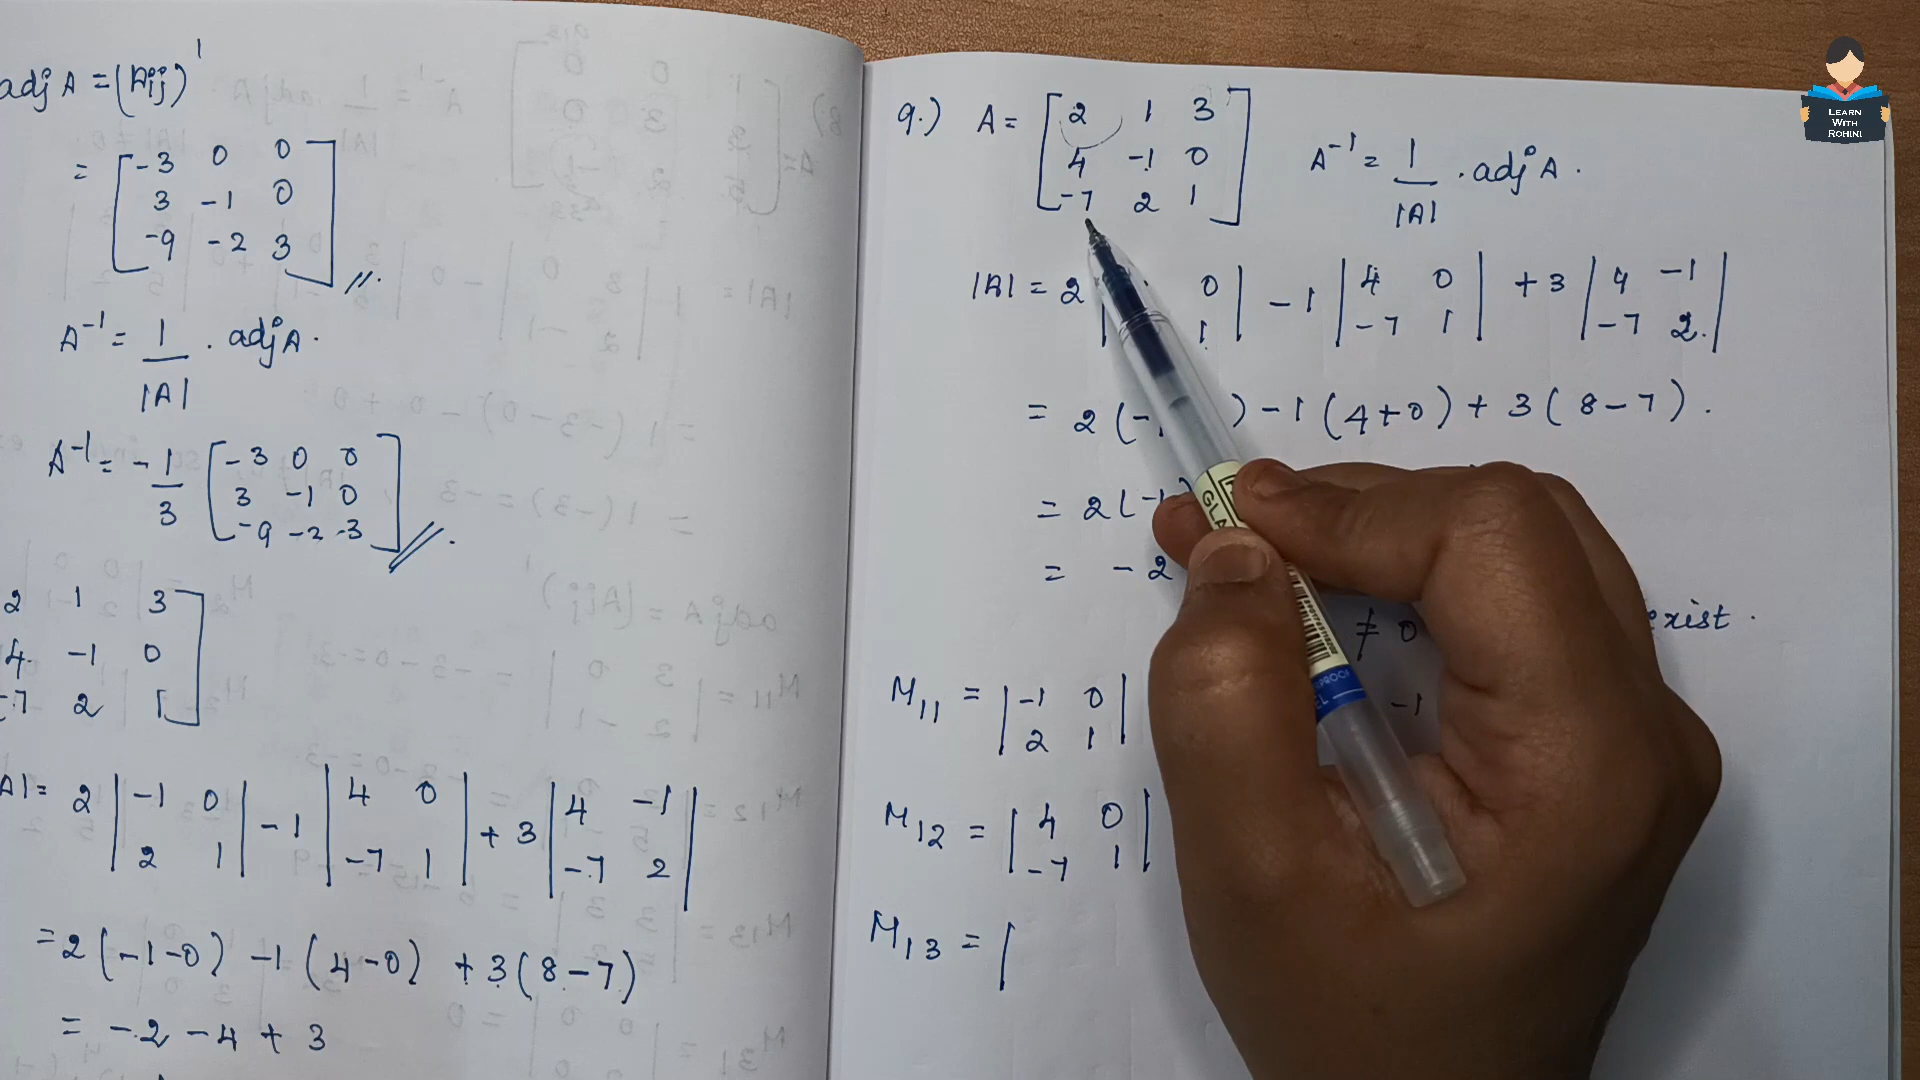 adj A = (Aij)'
= [ -3 0 0
3 -1 0
-9 -2 3 ] //.
A⁻¹ = 1/|A| . adj A.
A⁻¹ = -1/3 [ -3 0 0
3 -1 0
-9 -2 -3 ] //.
2 1 3
4 -1 0
-7 2 1 ]
A| = 2 | -1 0 | - 1 | 4 0 | + 3 | 4 -1 |
| 2 1 | | -7 1 | | -7 2 |
= 2(-1-0) -1(4-0) +3(8-7)
= -2 -4 + 3
9.) A = [ 2 1 3
4 -1 0
-7 2 1 ]
A⁻¹ = 1/|A| . adj A.
|A| = 2 | 0 | - 1 | 4 0 | + 3 | 4 -1 |
1 | | -7 1 | | -7 2. |
= 2(-1 ) -1(4+0) + 3(8-7).
= 2(-1)
= -2
≠ 0 exist.
M11 = | -1 0 | -1
| 2 1 |
M12 = | 4 0 |
| -7 1 |
M13 = |
LEARN
WITH
ROHINI